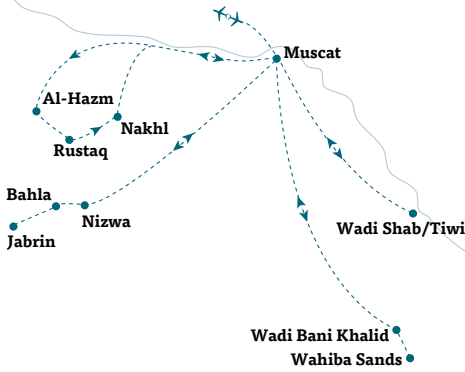 Muscat
Al-Hazm
Nakhl
Rustaq
Bahla
Nizwa
Jabrin
Wadi Shab/Tiwi
Wadi Bani Khalid
Wahiba Sands